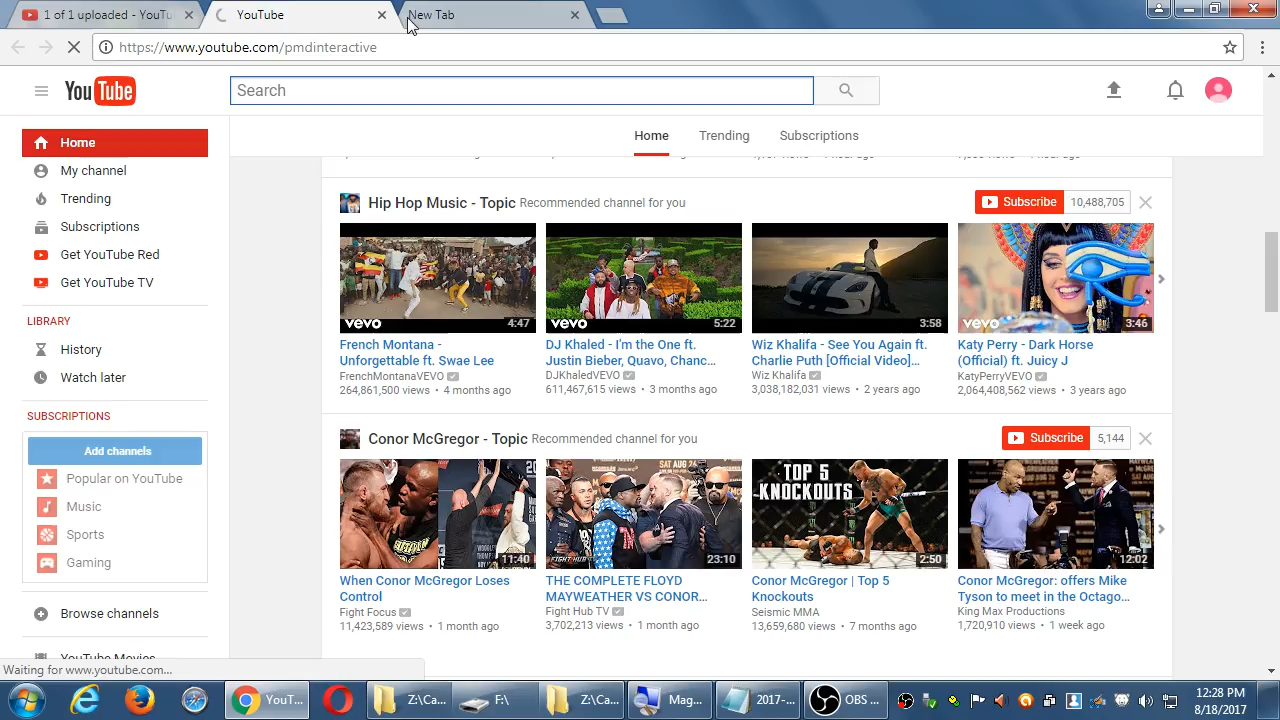 1 of 1 uploaded - YouTu
YouTube
New Tab
https://www.youtube.com/pmdinteractive
YouTube
Search
Home
Trending
Subscriptions
Home
My channel
Trending
Subscriptions
Get YouTube Red
Get YouTube TV
LIBRARY
History
Watch later
SUBSCRIPTIONS
Add channels
Popular on YouTube
Music
Sports
Gaming
Browse channels
YouTube Movies
Hip Hop Music - Topic Recommended channel for you
Subscribe 10,488,705
vevo 4:47
vevo 5:22
3:58
vevo 3:46
French Montana -
Unforgettable ft. Swae Lee
FrenchMontanaVEVO
264,861,500 views • 4 months ago
DJ Khaled - I'm the One ft.
Justin Bieber, Quavo, Chanc...
DJKhaledVEVO
611,467,615 views • 3 months ago
Wiz Khalifa - See You Again ft.
Charlie Puth [Official Video]...
Wiz Khalifa
3,038,182,031 views • 2 years ago
Katy Perry - Dark Horse
(Official) ft. Juicy J
KatyPerryVEVO
2,064,408,562 views • 3 years ago
Conor McGregor - Topic Recommended channel for you
Subscribe 5,144
11:40
23:10
TOP 5
KNOCKOUTS
2:50
12:02
When Conor McGregor Loses
Control
Fight Focus
11,423,589 views • 1 month ago
THE COMPLETE FLOYD
MAYWEATHER VS CONOR...
Fight Hub TV
3,702,213 views • 1 month ago
Conor McGregor | Top 5
Knockouts
Seismic MMA
13,659,680 views • 7 months ago
Conor McGregor: offers Mike
Tyson to meet in the Octago...
King Max Productions
1,720,910 views • 1 week ago
Waiting for www.youtube.com...
YouT...
Z:\Ca...
F:\
Z:\Ca...
Mag...
2017-...
OBS ...
12:28 PM
8/18/2017